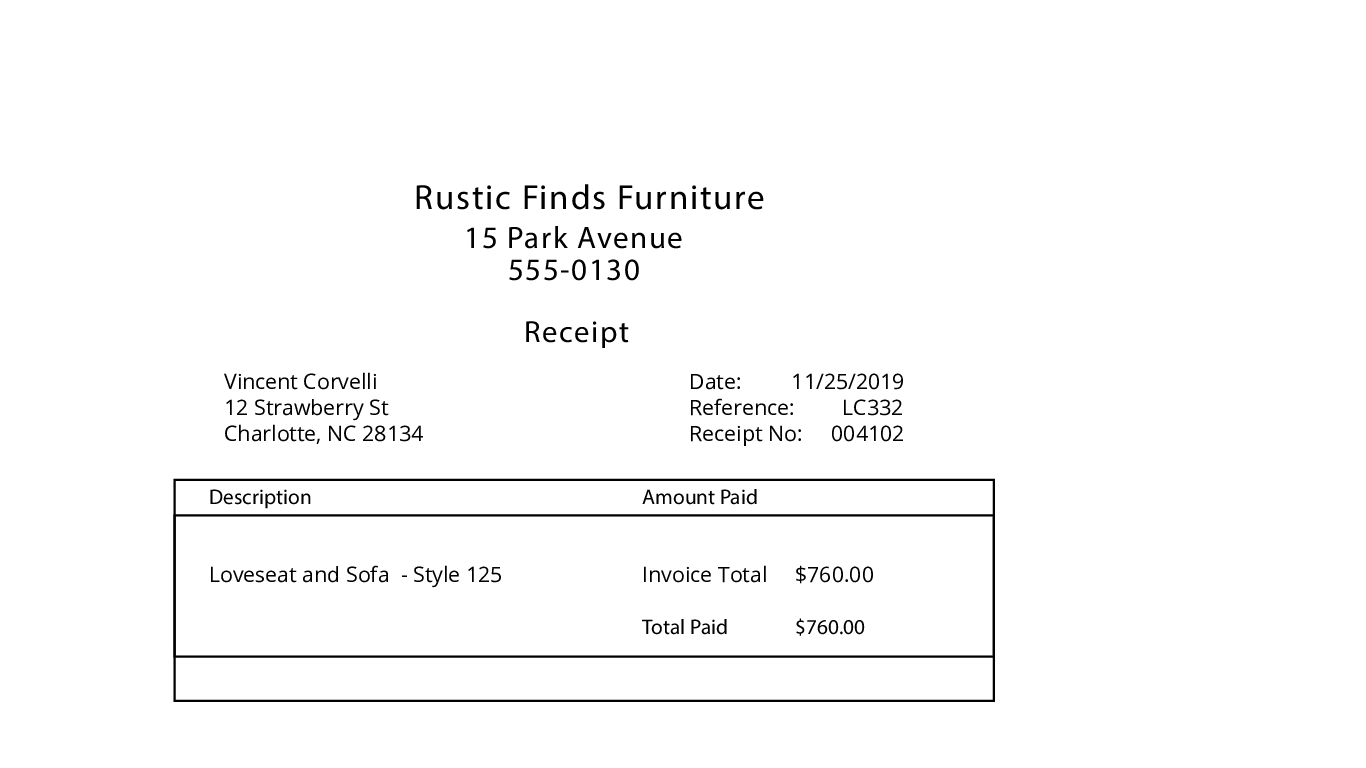 Rustic Finds Furniture
15 Park Avenue
555-0130
Receipt
Vincent Corvelli
12 Strawberry St
Charlotte, NC 28134
Date: 11/25/2019
Reference: LC332
Receipt No: 004102
Description Amount Paid
Loveseat and Sofa - Style 125 Invoice Total $760.00
Total Paid $760.00